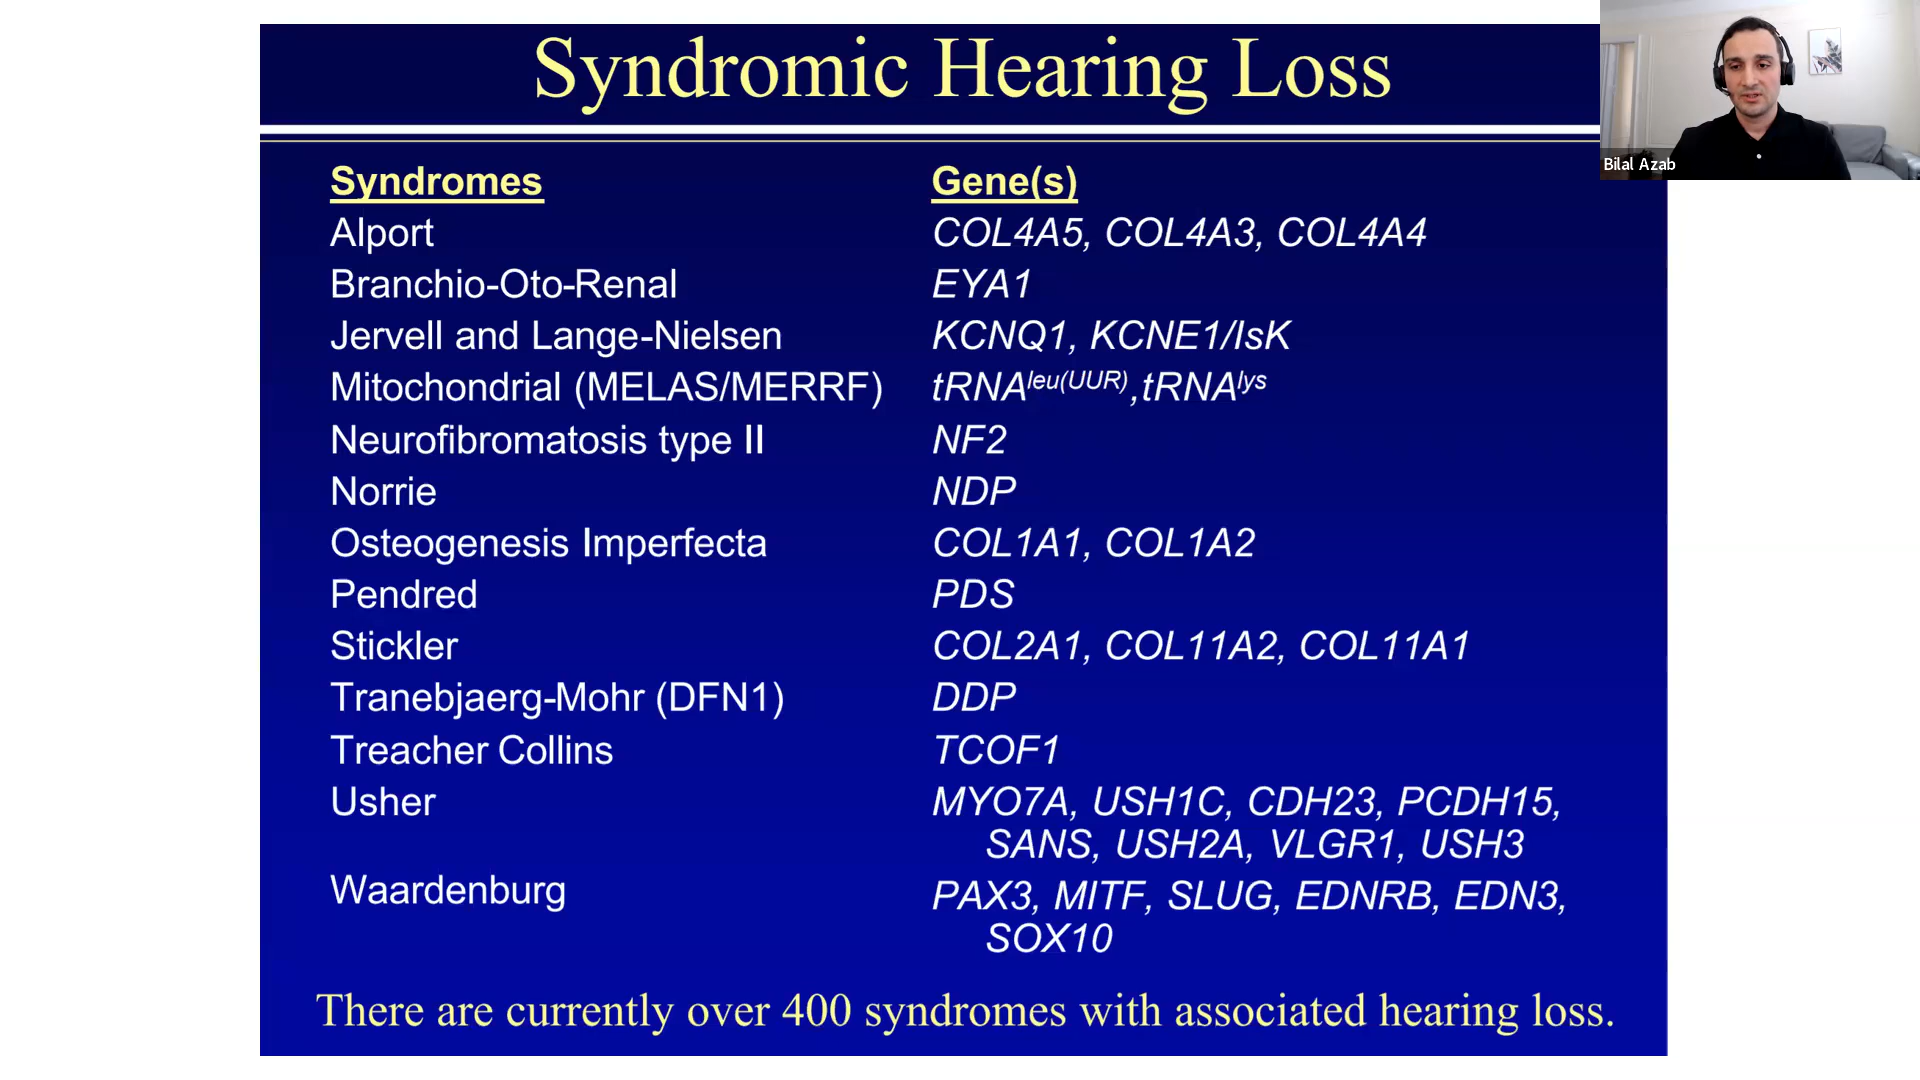 Syndromic Hearing Loss
Bilal Azab
Syndromes Gene(s)
Alport COL4A5, COL4A3, COL4A4
Branchio-Oto-Renal EYA1
Jervell and Lange-Nielsen KCNQ1, KCNE1/IsK
Mitochondrial (MELAS/MERRF) tRNAleu(UUR),tRNAlys
Neurofibromatosis type II NF2
Norrie NDP
Osteogenesis Imperfecta COL1A1, COL1A2
Pendred PDS
Stickler COL2A1, COL11A2, COL11A1
Tranebjaerg-Mohr (DFN1) DDP
Treacher Collins TCOF1
Usher MYO7A, USH1C, CDH23, PCDH15,
SANS, USH2A, VLGR1, USH3
Waardenburg PAX3, MITF, SLUG, EDNRB, EDN3,
SOX10
There are currently over 400 syndromes with associated hearing loss.